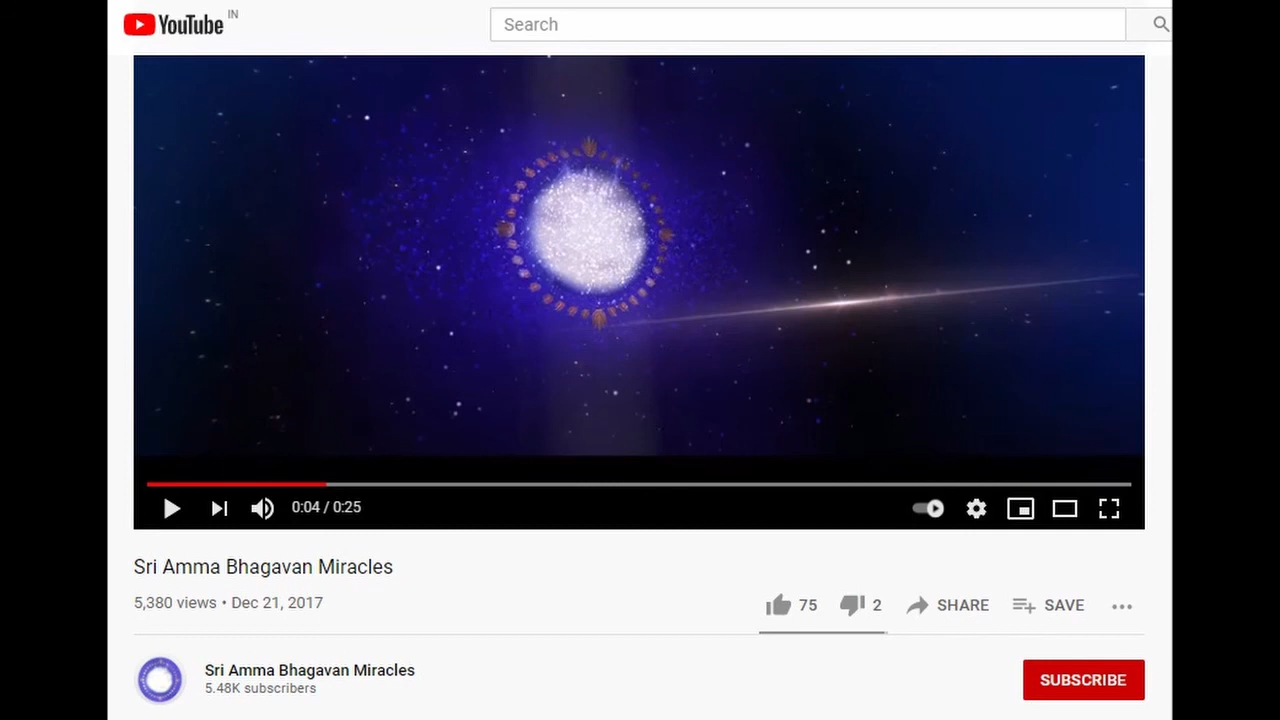 YouTube IN
Search
0:04 / 0:25
Sri Amma Bhagavan Miracles
5,380 views • Dec 21, 2017
75 2 SHARE SAVE
Sri Amma Bhagavan Miracles
5.48K subscribers
SUBSCRIBE